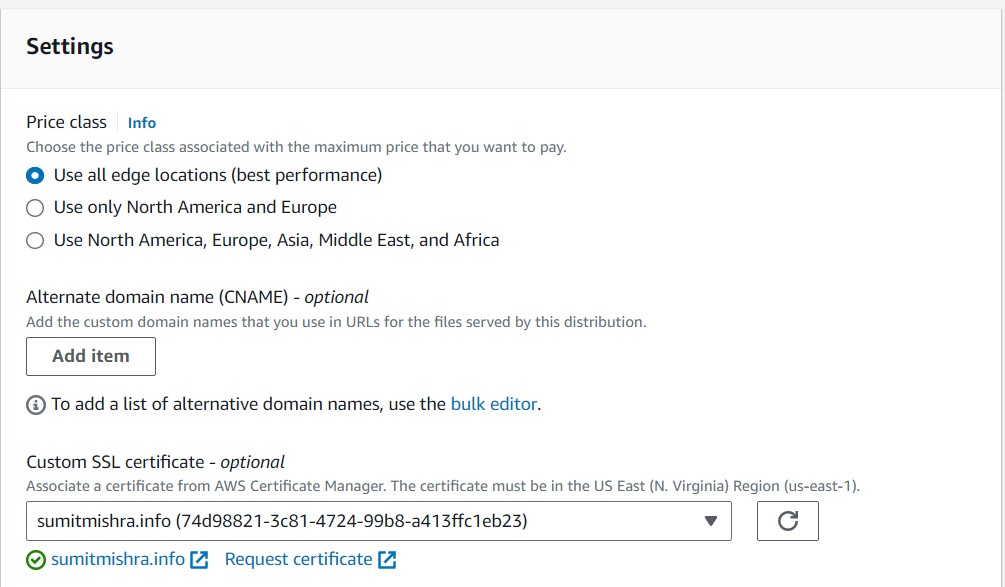 Settings
Price class Info
Choose the price class associated with the maximum price that you want to pay.
Use all edge locations (best performance)
Use only North America and Europe
Use North America, Europe, Asia, Middle East, and Africa
Alternate domain name (CNAME) - optional
Add the custom domain names that you use in URLs for the files served by this distribution.
Add item
To add a list of alternative domain names, use the bulk editor.
Custom SSL certificate - optional
Associate a certificate from AWS Certificate Manager. The certificate must be in the US East (N. Virginia) Region (us-east-1).
sumitmishra.info (74d98821-3c81-4724-99b8-a413ffc1eb23)
sumitmishra.info Request certificate